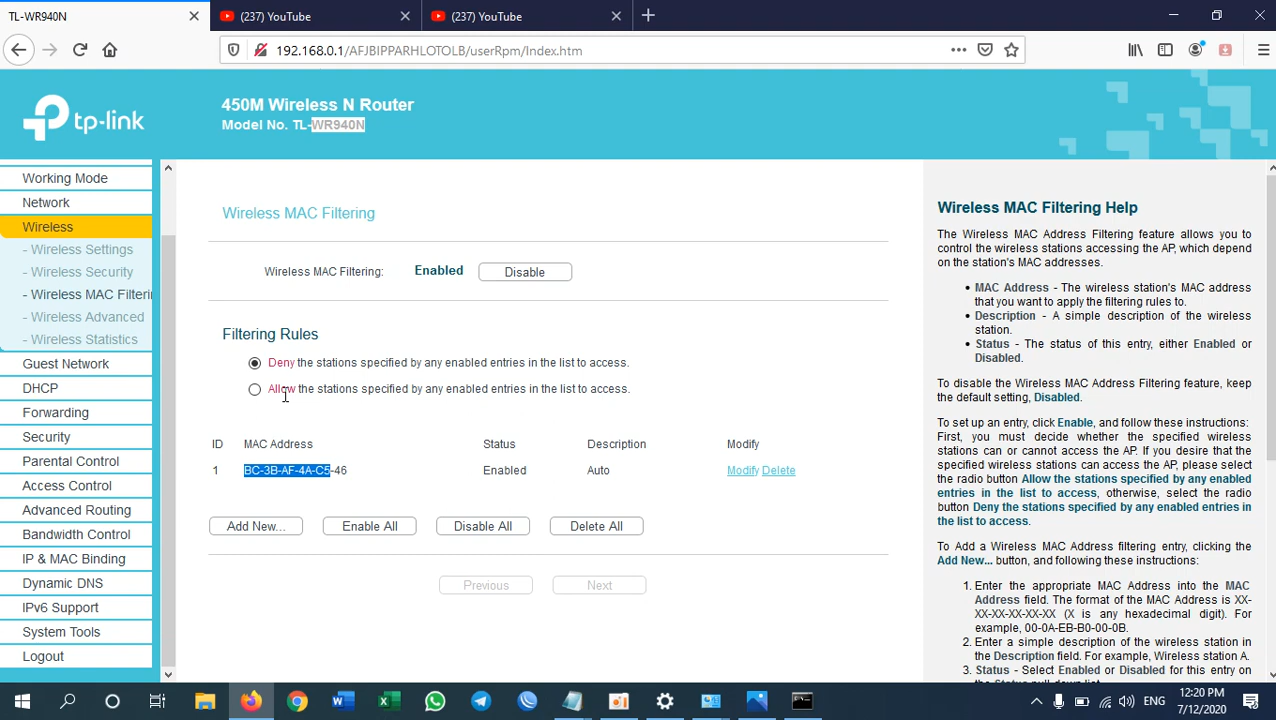 TL-WR940N
(237) YouTube
(237) YouTube
192.168.0.1/AFJBIPPARHLOTOLB/userRpm/Index.htm
tp-link
450M Wireless N Router
Model No. TL-WR940N
Working Mode
Network
Wireless
- Wireless Settings
- Wireless Security
- Wireless MAC Filterin
- Wireless Advanced
- Wireless Statistics
Guest Network
DHCP
Forwarding
Security
Parental Control
Access Control
Advanced Routing
Bandwidth Control
IP & MAC Binding
Dynamic DNS
IPv6 Support
System Tools
Logout
Wireless MAC Filtering
Wireless MAC Filtering: Enabled Disable
Filtering Rules
Deny the stations specified by any enabled entries in the list to access.
Allow the stations specified by any enabled entries in the list to access.
ID MAC Address Status Description Modify
1 BC-3B-AF-4A-C5-46 Enabled Auto Modify Delete
Add New... Enable All Disable All Delete All
Previous Next
Wireless MAC Filtering Help
The Wireless MAC Address Filtering feature allows you to
control the wireless stations accessing the AP, which depend
on the station's MAC addresses.
• MAC Address - The wireless station's MAC address
that you want to apply the filtering rules to.
• Description - A simple description of the wireless
station.
• Status - The status of this entry, either Enabled or
Disabled.
To disable the Wireless MAC Address Filtering feature, keep
the default setting, Disabled.
To set up an entry, click Enable, and follow these instructions:
First, you must decide whether the specified wireless
stations can or cannot access the AP. If you desire that the
specified wireless stations can access the AP, please select
the radio button Allow the stations specified by any enabled
entries in the list to access, otherwise, select the radio
button Deny the stations specified by any enabled entries in
the list to access.
To Add a Wireless MAC Address filtering entry, clicking the
Add New... button, and following these instructions:
1. Enter the appropriate MAC Address into the MAC
Address field. The format of the MAC Address is XX-
XX-XX-XX-XX-XX (X is any hexadecimal digit). For
example, 00-0A-EB-B0-00-0B.
2. Enter a simple description of the wireless station in
the Description field. For example, Wireless station A.
3. Status - Select Enabled or Disabled for this entry on
the Status pull-down list.
ENG
12:20 PM
7/12/2020